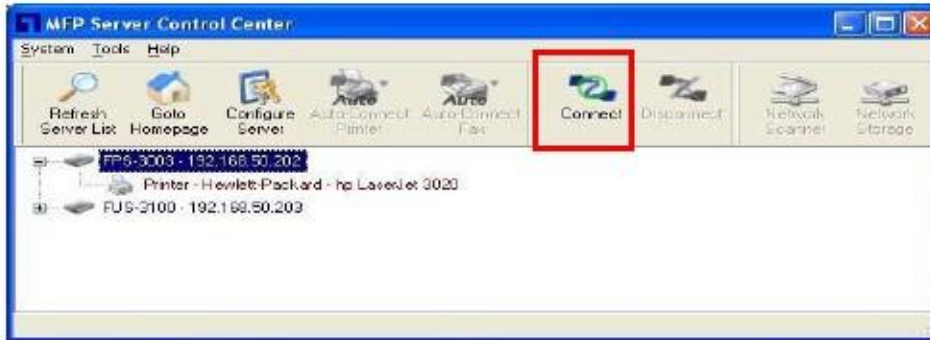 MFP Server Control Center
System Tools Help
Refresh Server List
Goto Homepage
Configure Server
Auto-Connect Printer
Auto-Connect Fax
Connect
Disconnect
Network Scanner
Network Storage
FPS-3003 - 192.168.50.202
Printer - Hewlett-Packard - hp LaserJet 3020
FUS-3100 - 192.168.50.203